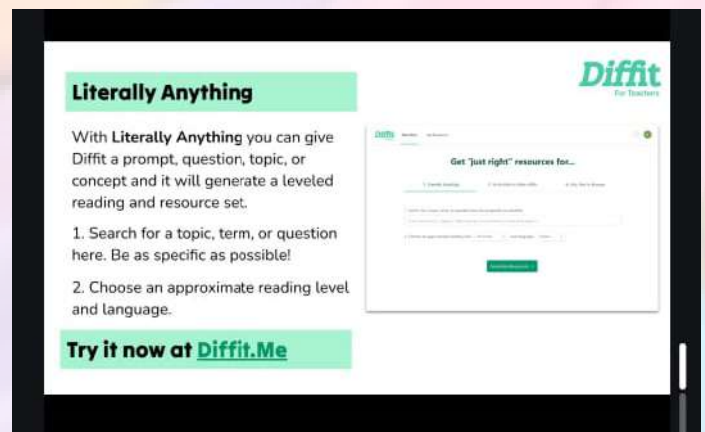 Diffit
For Teachers
Literally Anything
With Literally Anything you can give
Diffit a prompt, question, topic, or
concept and it will generate a leveled
reading and resource set.
1. Search for a topic, term, or question
here. Be as specific as possible!
2. Choose an approximate reading level
and language.
Try it now at Diffit.Me
Diffit
Get "just right" resources for...